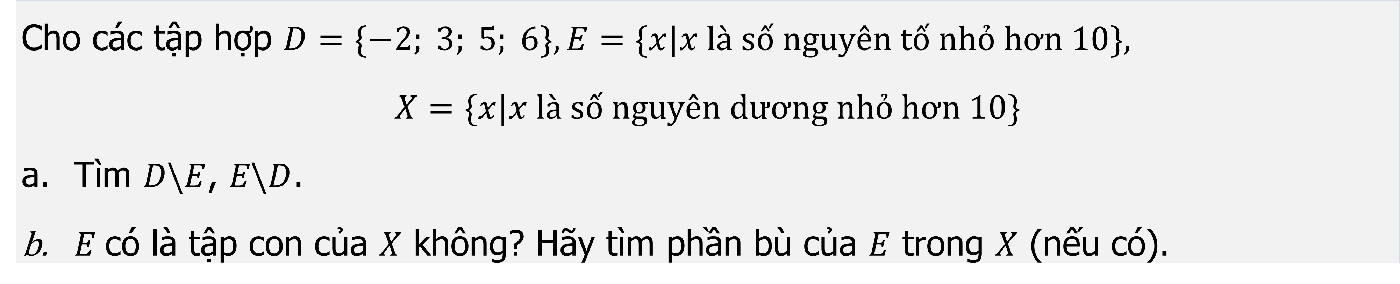 Cho các tập hợp D = {−2; 3; 5; 6}, E = {x|x là số nguyên tố nhỏ hơn 10},
X = {x|x là số nguyên dương nhỏ hơn 10}
a. Tìm D\E, E\D.
b. E có là tập con của X không? Hãy tìm phần bù của E trong X (nếu có).